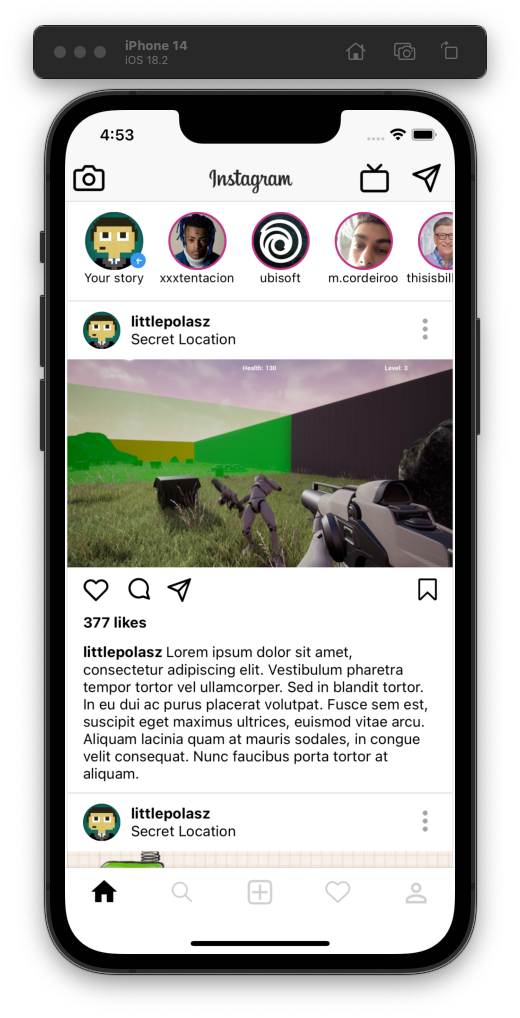 iPhone 14
iOS 18.2
4:53
Instagram
Your story
xxxtentacion
ubisoft
m.cordeiroo
thisisbill
littlepolasz
Secret Location
Health: 130
Level: 3
377 likes
littlepolasz Lorem ipsum dolor sit amet,
consectetur adipiscing elit. Vestibulum pharetra
tempor tortor vel ullamcorper. Sed in blandit tortor.
In eu dui ac purus placerat volutpat. Fusce sem est,
suscipit eget maximus ultrices, euismod vitae arcu.
Aliquam lacinia quam at mauris sodales, in congue
velit consequat. Nunc faucibus porta tortor at
aliquam.
littlepolasz
Secret Location